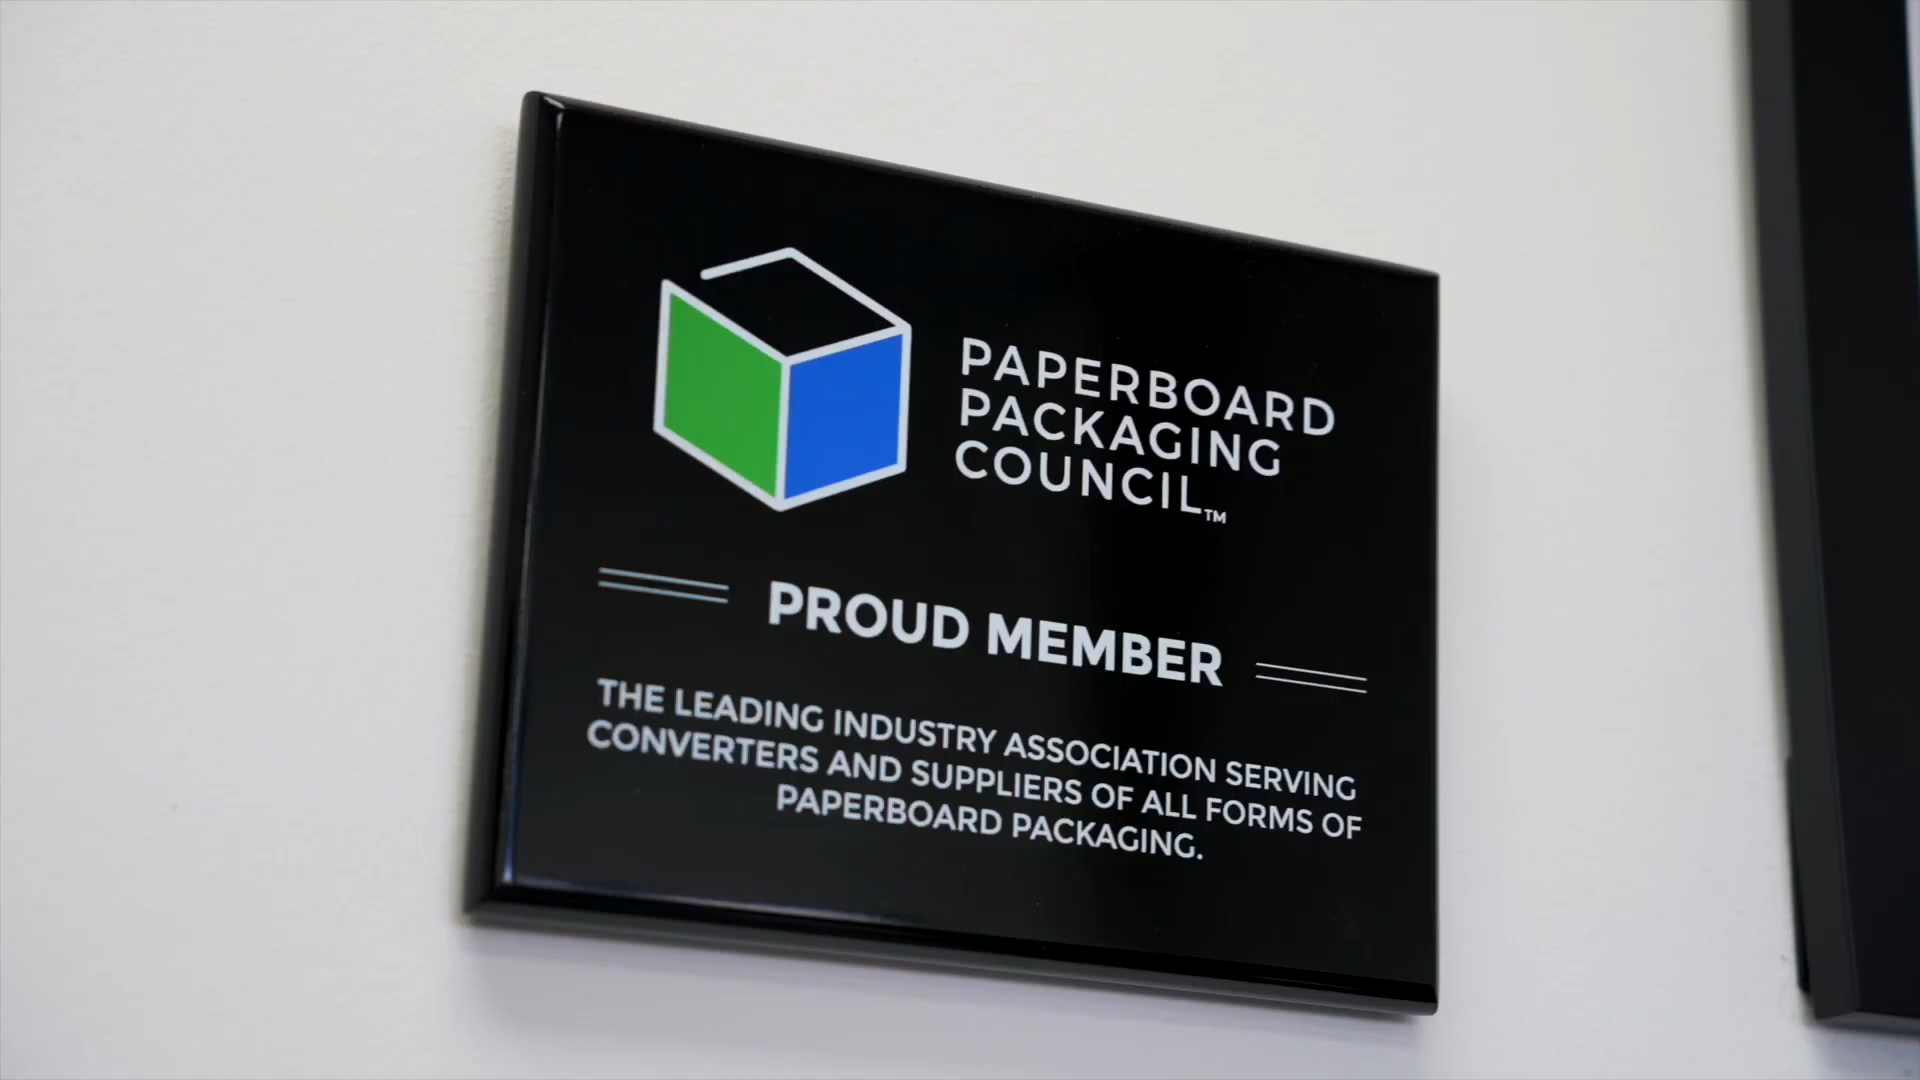 PAPERBOARD
PACKAGING
COUNCIL™
PROUD MEMBER
THE LEADING INDUSTRY ASSOCIATION SERVING
CONVERTERS AND SUPPLIERS OF ALL FORMS OF
PAPERBOARD PACKAGING.